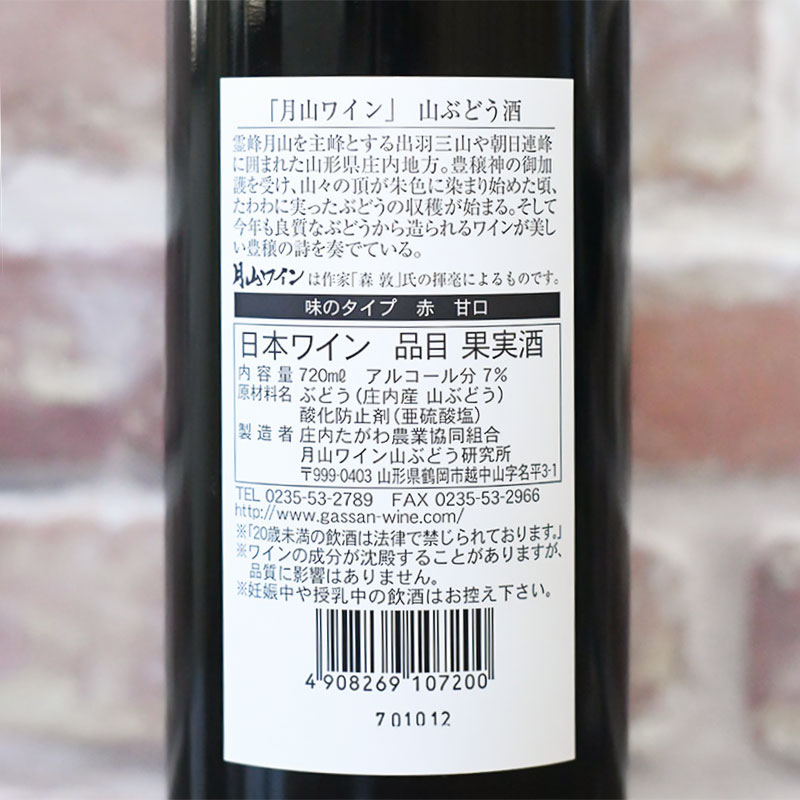 「月山ワイン」 山ぶどう酒
霊峰月山を主峰とする出羽三山や朝日連峰
に囲まれた山形県庄内地方。豊穣神の御加
護を受け、山々の頂が朱色に染まり始めた頃、
たわわに実ったぶどうの収穫が始まる。そして
今年も良質なぶどうから造られるワインが美し
い豊穣の詩を奏でている。
月山ワイン は作家「森 敦」氏の揮毫によるものです。
味のタイプ 赤 甘口
日本ワイン 品目 果実酒
内容量 720㎖ アルコール分 7%
原材料名 ぶどう(庄内産 山ぶどう)
酸化防止剤(亜硫酸塩)
製造者 庄内たがわ農業協同組合
月山ワイン山ぶどう研究所
〒999-0403 山形県鶴岡市越中山字名平3-1
TEL 0235-53-2789 FAX 0235-53-2966
http://www.gassan-wine.com/
※「20歳未満の飲酒は法律で禁じられております。」
※ワインの成分が沈殿することがありますが、
品質に影響はありません。
※妊娠中や授乳中の飲酒はお控え下さい。
4 908269 107200
701012